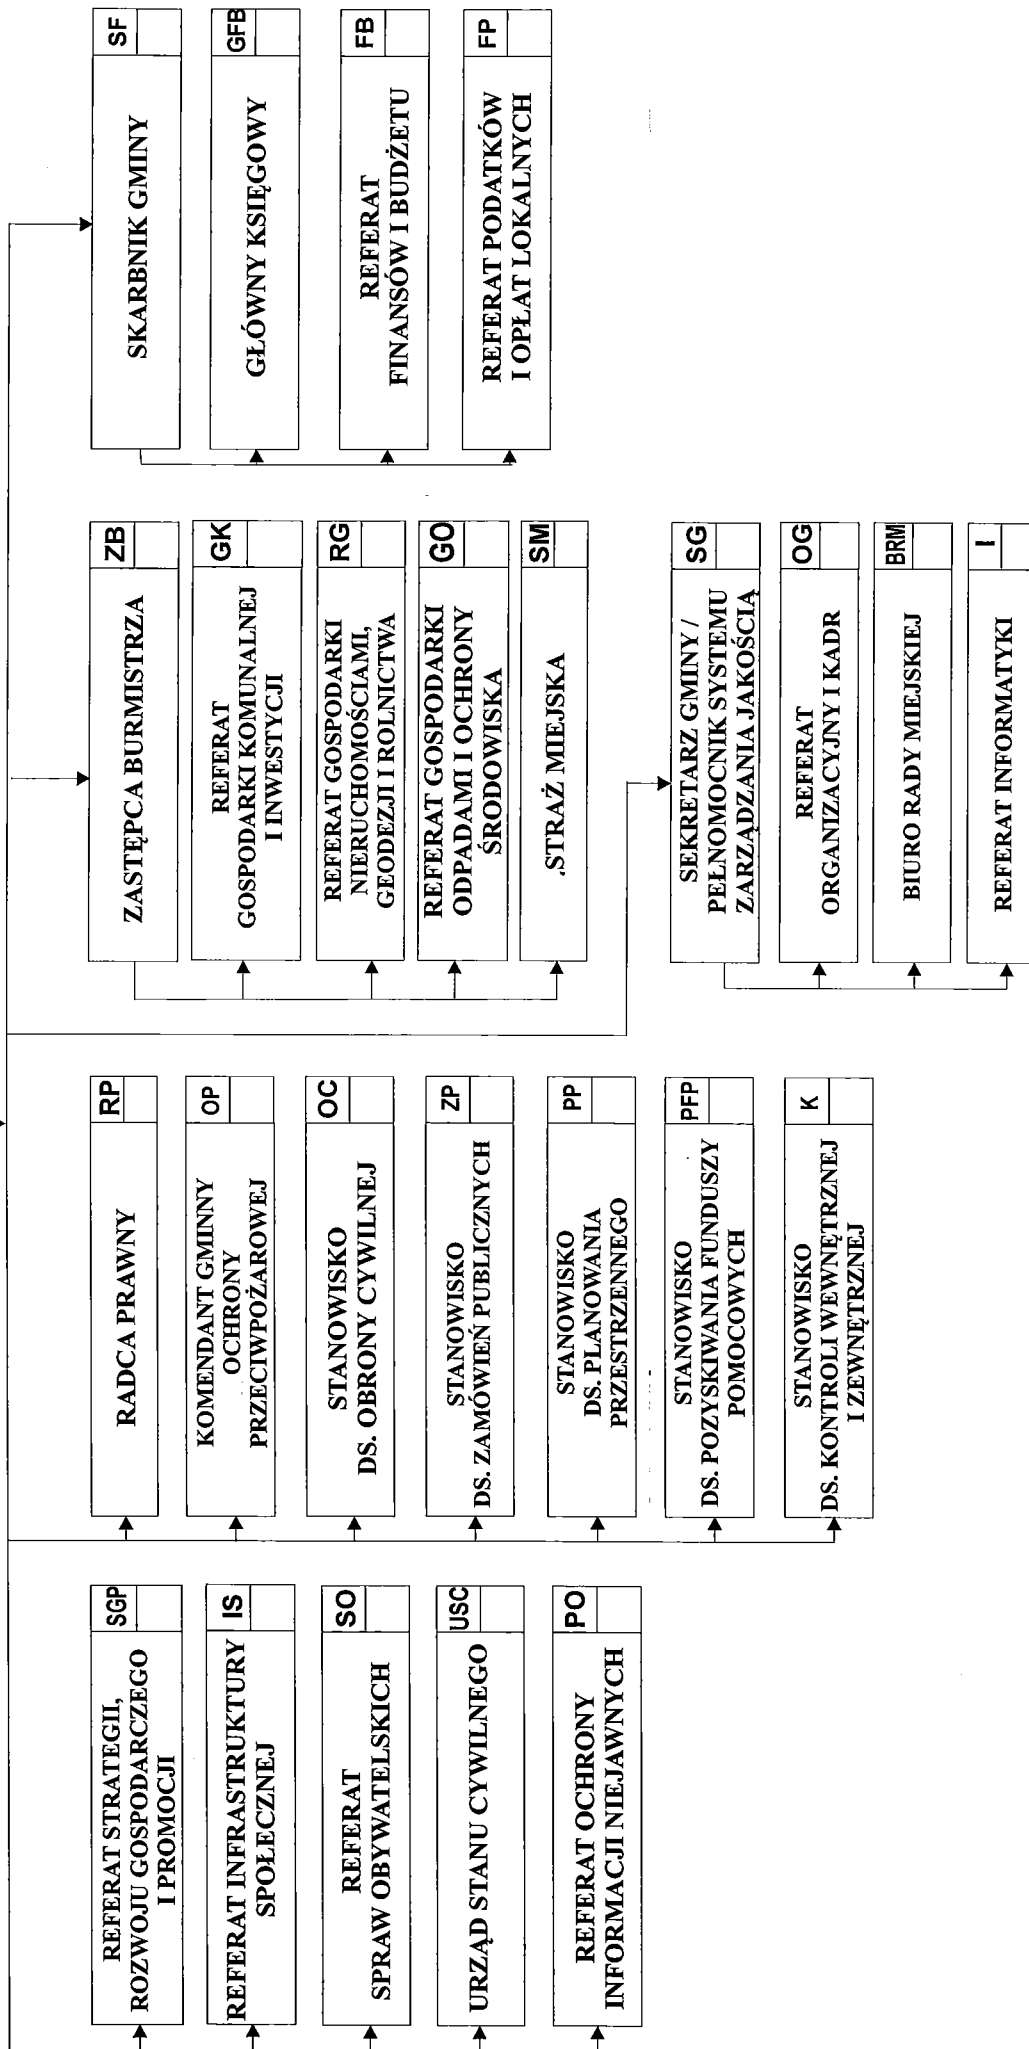 REFERAT STRATEGII,
ROZWOJU GOSPODARCZEGO
I PROMOCJI
SGP
REFERAT INFRASTRUKTURY
SPOŁECZNEJ
IS
REFERAT
SPRAW OBYWATELSKICH
SO
URZĄD STANU CYWILNEGO
USC
REFERAT OCHRONY
INFORMACJI NIEJAWNYCH
PO
RADCA PRAWNY
RP
KOMENDANT GMINNY
OCHRONY
PRZECIWPOŻAROWEJ
OP
STANOWISKO
DS. OBRONY CYWILNEJ
OC
STANOWISKO
DS. ZAMÓWIEŃ PUBLICZNYCH
ZP
STANOWISKO
DS. PLANOWANIA
PRZESTRZENNEGO
PP
STANOWISKO
DS. POZYSKIWANIA FUNDUSZY
POMOCOWYCH
PFP
STANOWISKO
DS. KONTROLI WEWNĘTRZNEJ
I ZEWNĘTRZNEJ
K
ZASTĘPCA BURMISTRZA
ZB
REFERAT
GOSPODARKI KOMUNALNEJ
I INWESTYCJI
GK
REFERAT GOSPODARKI
NIERUCHOMOŚCIAMI,
GEODEZJI I ROLNICTWA
RG
REFERAT GOSPODARKI
ODPADAMI I OCHRONY
ŚRODOWISKA
GO
.STRAŻ MIEJSKA
SM
SEKRETARZ GMINY /
PEŁNOMOCNIK SYSTEMU
ZARZĄDZANIA JAKOŚCIĄ
SG
REFERAT
ORGANIZACYJNY I KADR
OG
BIURO RADY MIEJSKIEJ
BRM
REFERAT INFORMATYKI
I
SKARBNIK GMINY
SF
GŁÓWNY KSIĘGOWY
GFB
REFERAT
FINANSÓW I BUDŻETU
FB
REFERAT PODATKÓW
I OPŁAT LOKALNYCH
FP